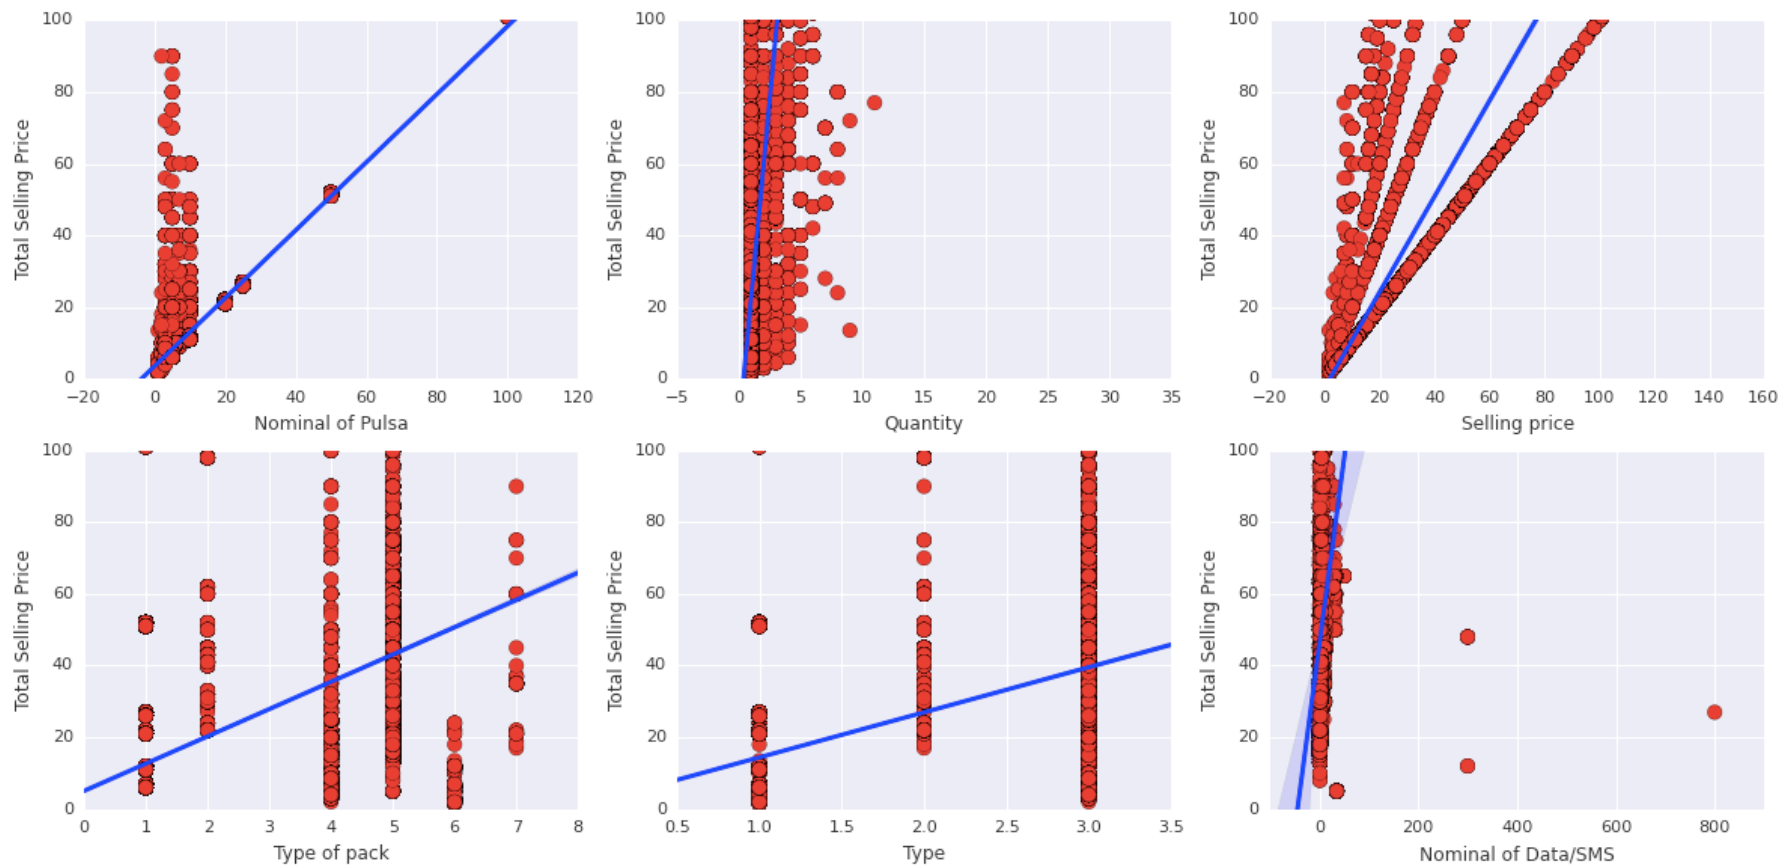 100
80
60
40
20
0
Total Selling Price
−20 0 20 40 60 80 100 120
Nominal of Pulsa
100
80
60
40
20
0
Total Selling Price
−5 0 5 10 15 20 25 30 35
Quantity
100
80
60
40
20
0
Total Selling Price
−20 0 20 40 60 80 100 120 140 160
Selling price
100
80
60
40
20
0
Total Selling Price
0 1 2 3 4 5 6 7 8
Type of pack
100
80
60
40
20
0
Total Selling Price
0.5 1.0 1.5 2.0 2.5 3.0 3.5
Type
100
80
60
40
20
0
Total Selling Price
0 200 400 600 800
Nominal of Data/SMS